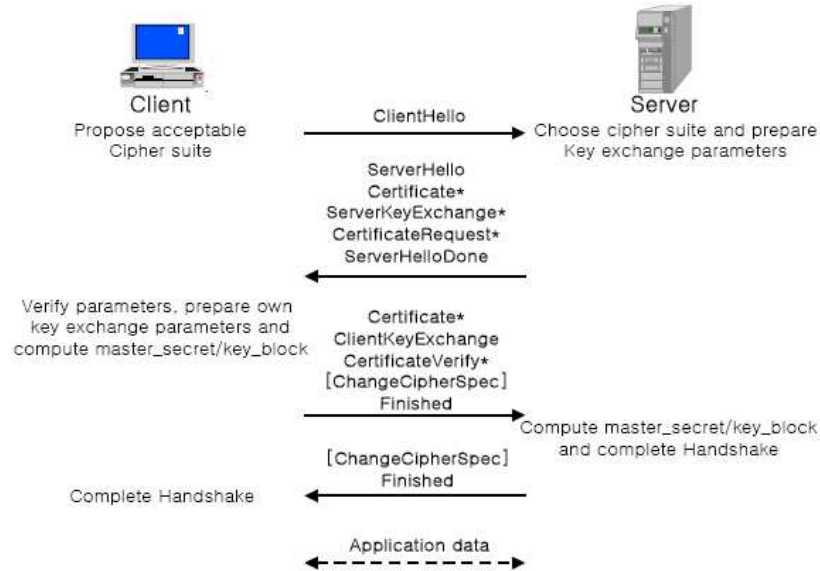 Client
Propose acceptable
Cipher suite
ClientHello
Server
Choose cipher suite and prepare
Key exchange parameters
ServerHello
Certificate*
ServerKeyExchange*
CertificateRequest*
ServerHelloDone
Verify parameters, prepare own
key exchange parameters and
compute master_secret/key_block
Certificate*
ClientKeyExchange
CertificateVerify*
[ChangeCipherSpec]
Finished
Compute master_secret/key_block
and complete Handshake
[ChangeCipherSpec]
Finished
Complete Handshake
Application data